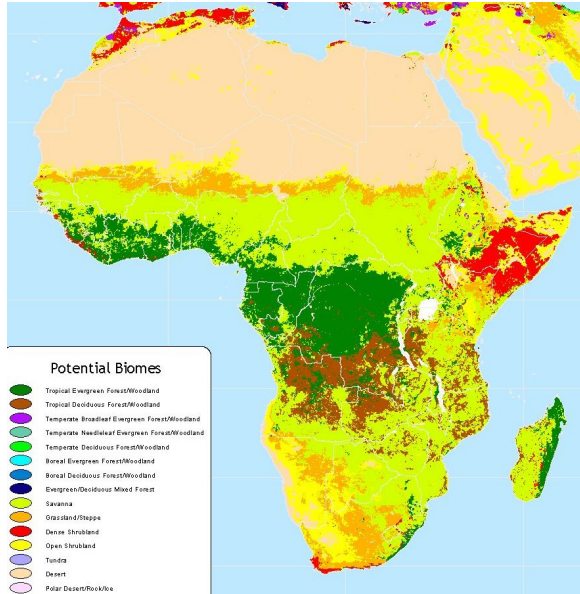 Potential Biomes
Tropical Evergreen Forest/Woodland
Tropical Deciduous Forest/Woodland
Temperate Broadleaf Evergreen Forest/Woodland
Temperate Needleleaf Evergreen Forest/Woodland
Temperate Deciduous Forest/Woodland
Boreal Evergreen Forest/Woodland
Boreal Deciduous Forest/Woodland
Evergreen/Deciduous Mixed Forest
Savanna
Grassland/Steppe
Dense Shrubland
Open Shrubland
Tundra
Desert
Polar Desert/Rock/Ice